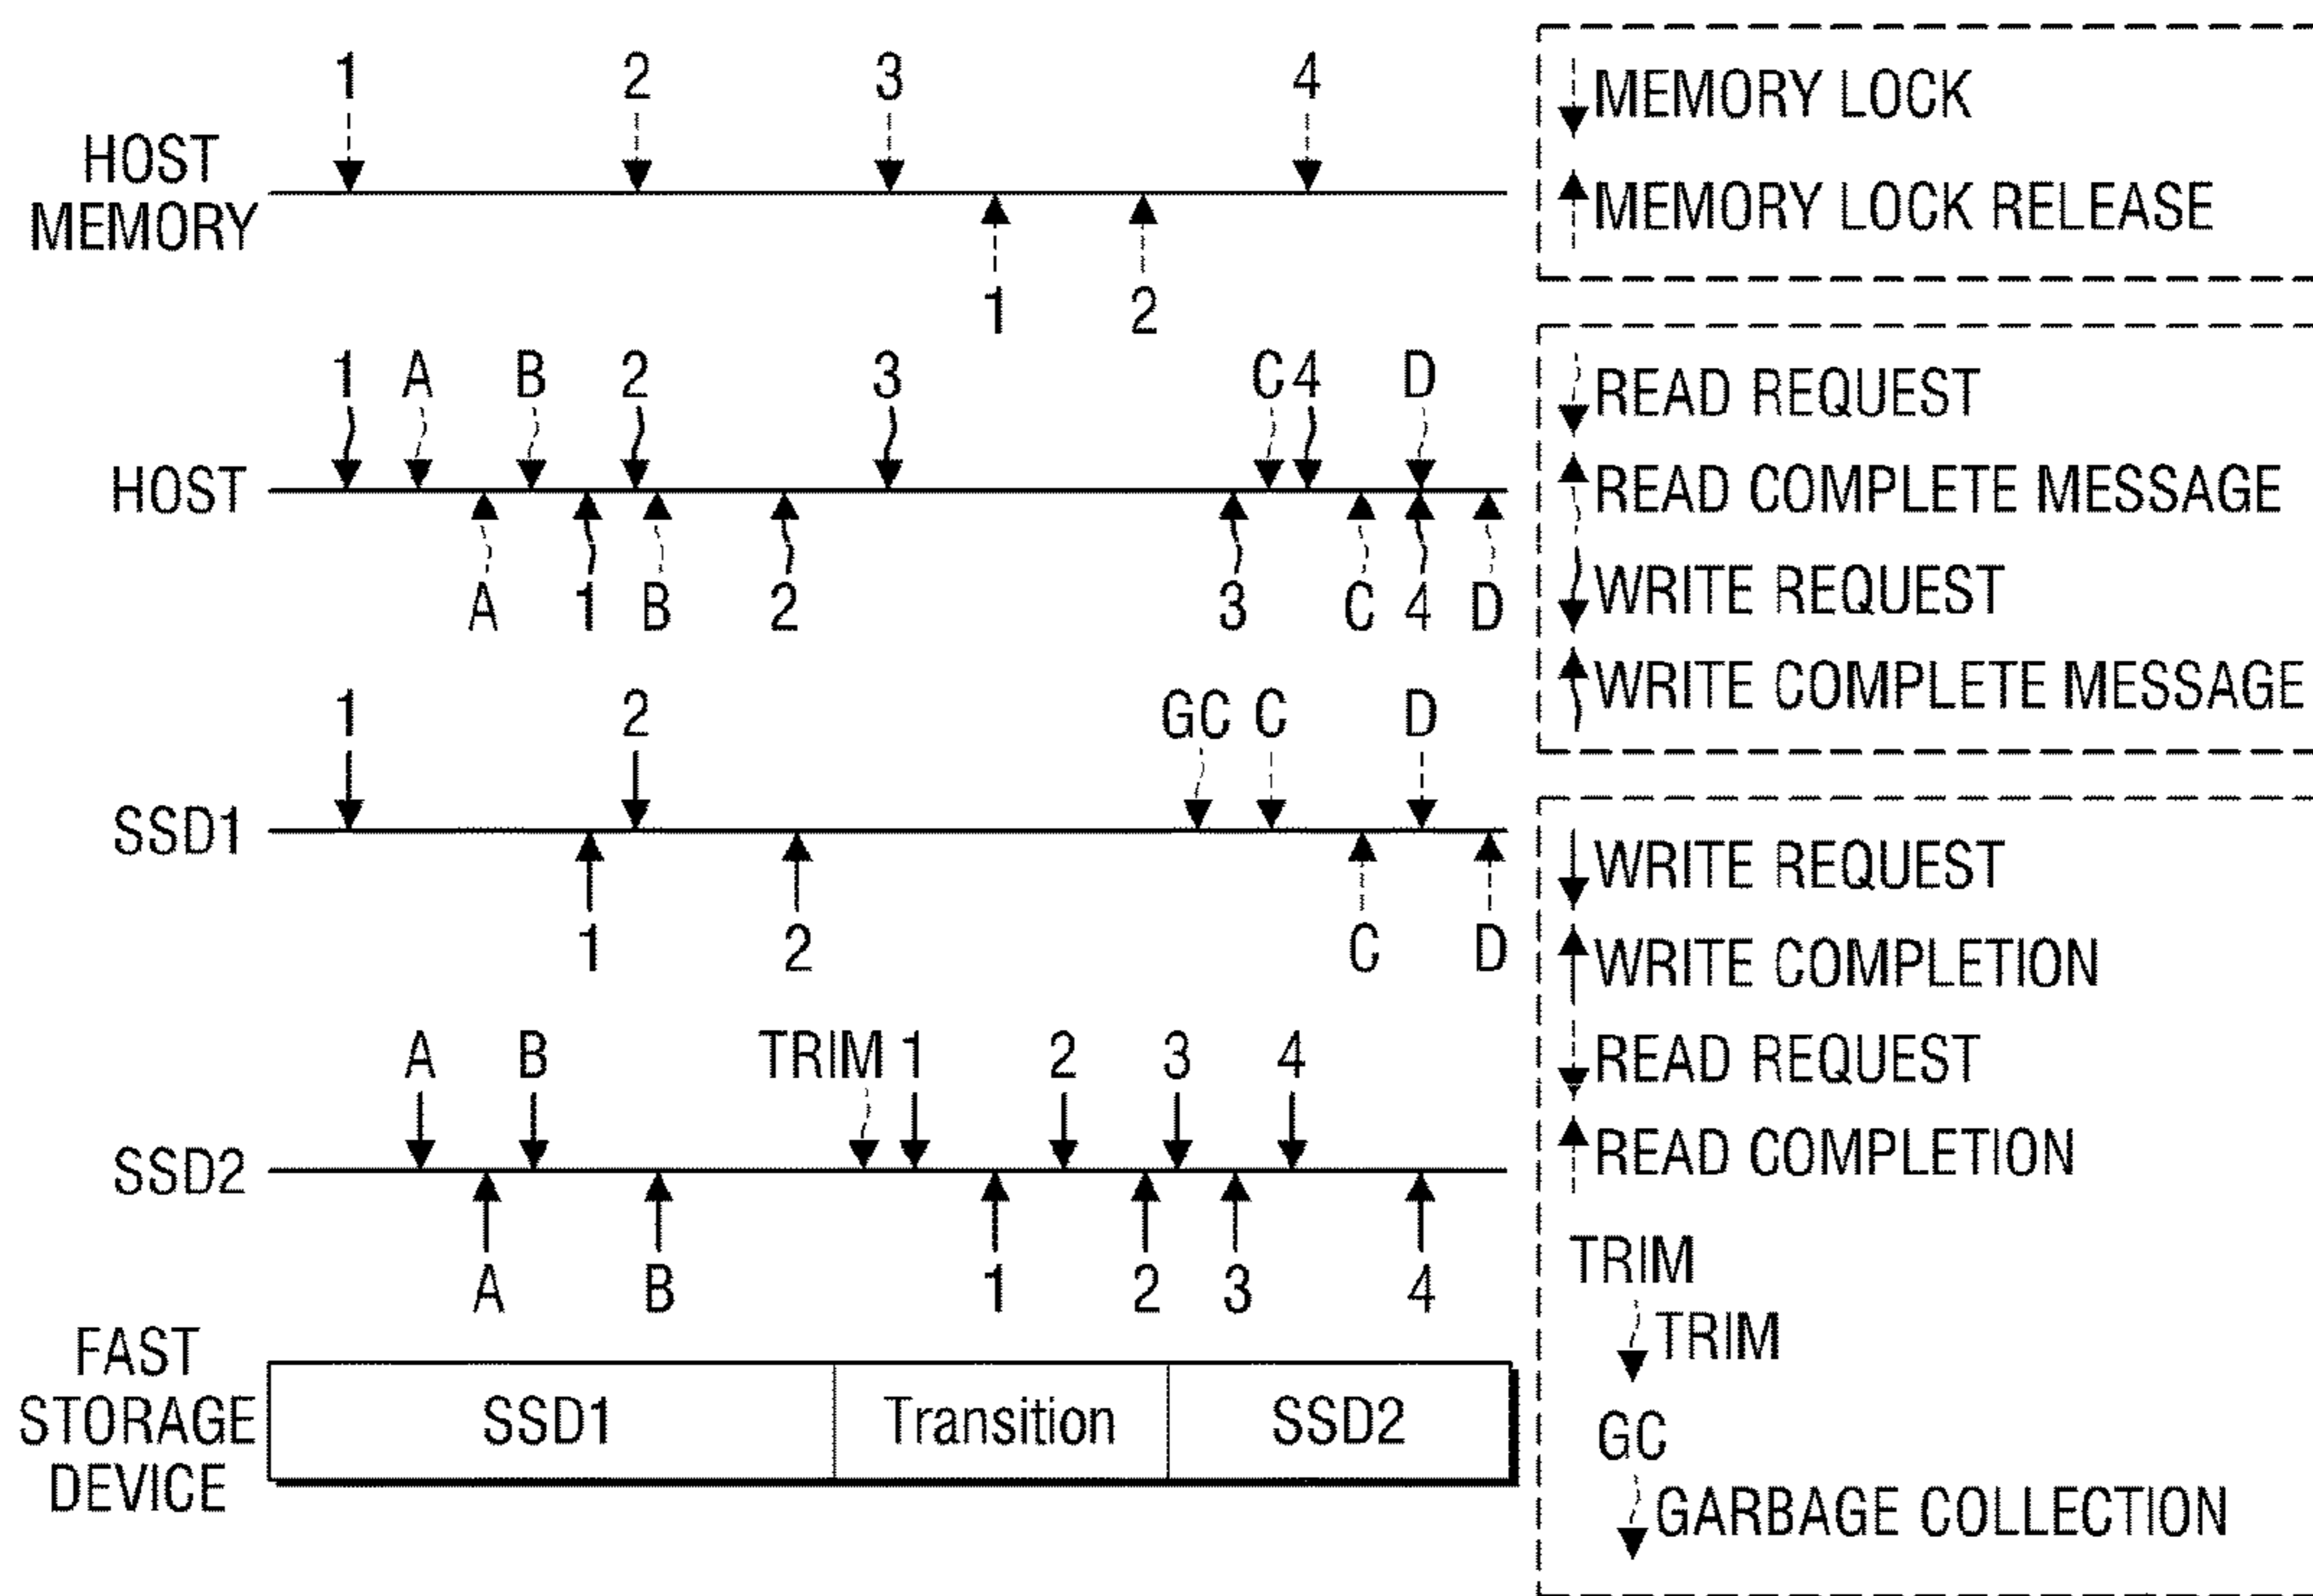 1 2 3 4
HOST
MEMORY
1 2
1 A B 2 3 C 4 D
HOST
A 1 B 2 3 C 4 D
1 2 GC C D
SSD1
1 2 C D
A B TRIM 1 2 3 4
SSD2
A B 1 2 3 4
FAST
STORAGE
DEVICE
SSD1 Transition SSD2
MEMORY LOCK
MEMORY LOCK RELEASE
READ REQUEST
READ COMPLETE MESSAGE
WRITE REQUEST
WRITE COMPLETE MESSAGE
WRITE REQUEST
WRITE COMPLETION
READ REQUEST
READ COMPLETION
TRIM
TRIM
GC
GARBAGE COLLECTION